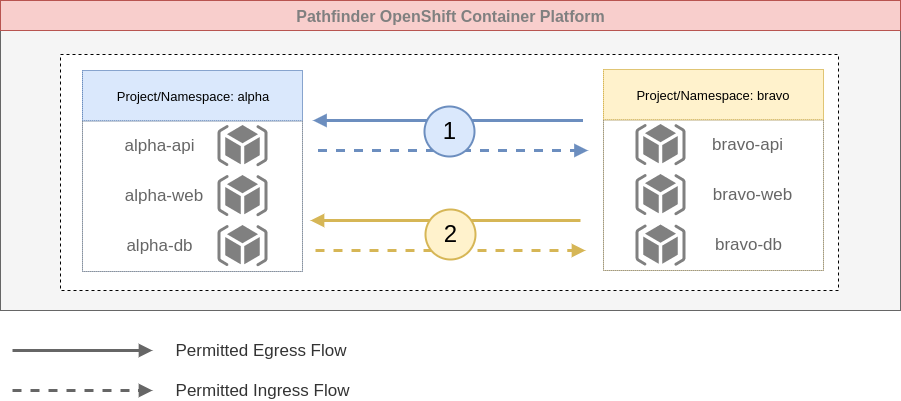 Pathfinder OpenShift Container Platform
Project/Namespace: alpha
alpha-api
alpha-web
alpha-db
1
2
Project/Namespace: bravo
bravo-api
bravo-web
bravo-db
Permitted Egress Flow
Permitted Ingress Flow